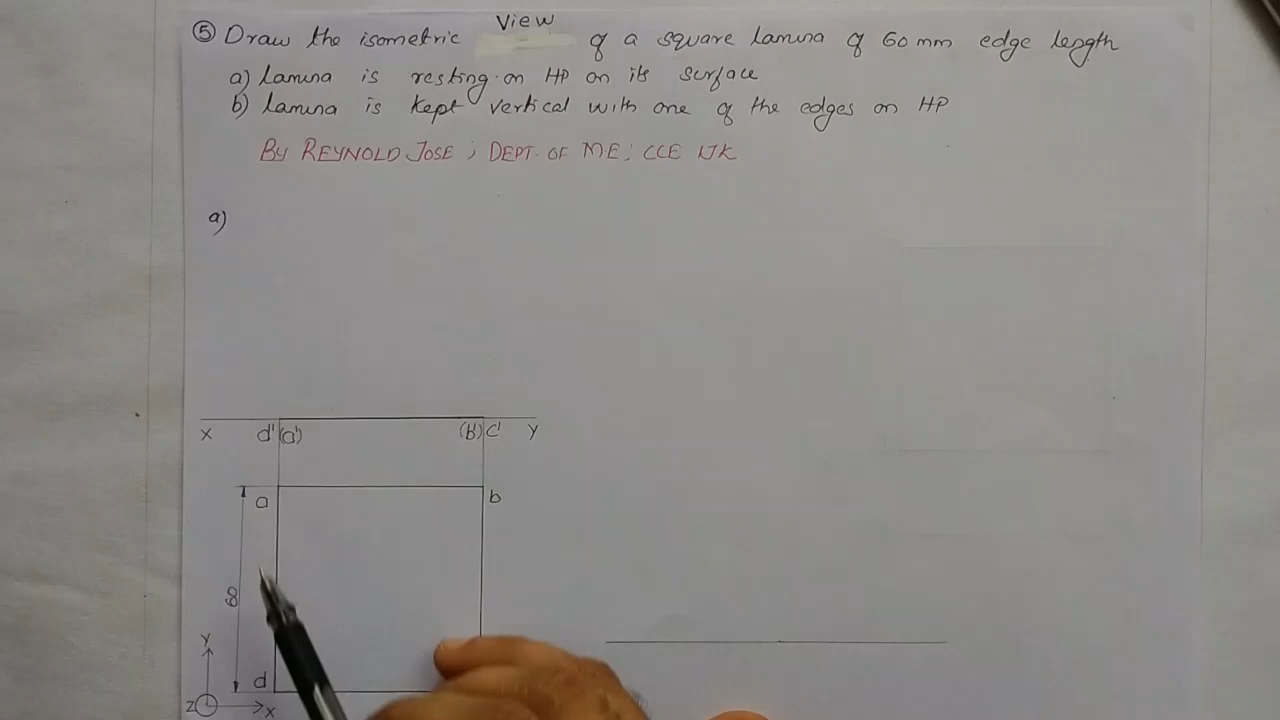 View
⑤ Draw the isometric of a square lamina of 60 mm edge length
a) lamina is resting on HP on its surface
b) lamina is kept vertical with one of the edges on HP
By REYNOLD JOSE; DEPT. OF ME; CCE IJK
a)
X d' (a') (b') c' Y
a b
60
Y
d
Z X